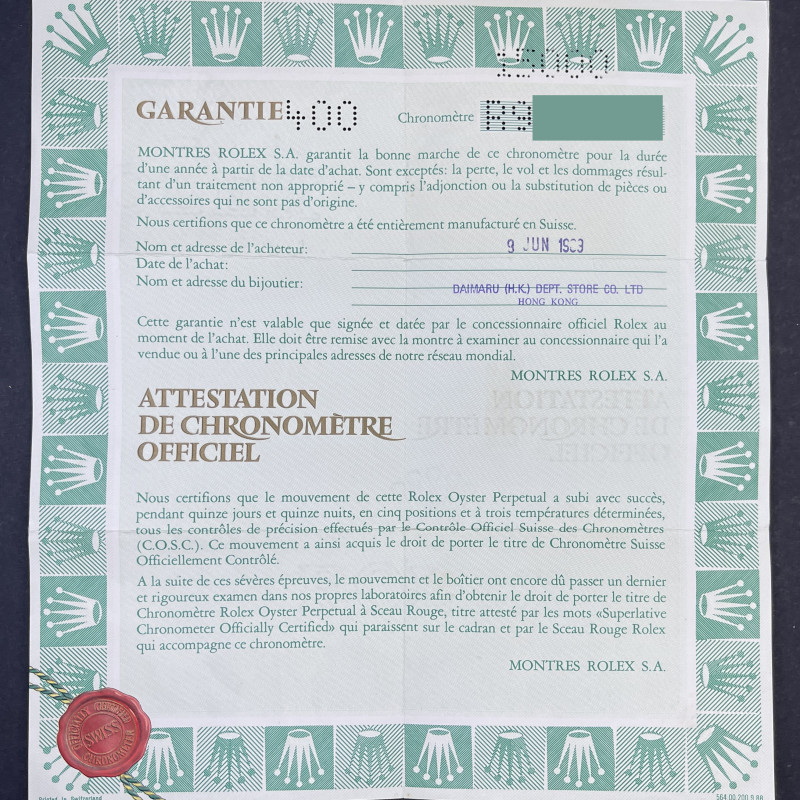 15000
GARANTIE 400
Chronomètre
MONTRES ROLEX S.A. garantit la bonne marche de ce chronomètre pour la durée
d'une année à partir de la date d'achat. Sont exceptés: la perte, le vol et les dommages résul-
tant d'un traitement non approprié – y compris l'adjonction ou la substitution de pièces ou
d'accessoires qui ne sont pas d'origine.
Nous certifions que ce chronomètre a été entièrement manufacturé en Suisse.
Nom et adresse de l'acheteur:
9 JUN
Date de l'achat:
Nom et adresse du bijoutier:
DAIMARU (H.K.) DEPT. STORE CO. LTD
HONG KONG
Cette garantie n'est valable que signée et datée par le concessionnaire officiel Rolex au
moment de l'achat. Elle doit être remise avec la montre à examiner au concessionnaire qui l'a
vendue ou à l'une des principales adresses de notre réseau mondial.
MONTRES ROLEX S.A.
ATTESTATION
DE CHRONOMÈTRE
OFFICIEL
Nous certifions que le mouvement de cette Rolex Oyster Perpetual a subi avec succès,
pendant quinze jours et quinze nuits, en cinq positions et à trois températures déterminées,
tous les contrôles de précision effectués par le Contrôle Officiel Suisse des Chronomètres
(C.O.S.C.). Ce mouvement a ainsi acquis le droit de porter le titre de Chronomètre Suisse
Officiellement Contrôlé.
A la suite de ces sévères épreuves, le mouvement et le boîtier ont encore dû passer un dernier
et rigoureux examen dans nos propres laboratoires afin d'obtenir le droit de porter le titre de
Chronomètre Rolex Oyster Perpetual à Sceau Rouge, titre attesté par les mots «Superlative
Chronometer Officially Certified» qui paraissent sur le cadran et par le Sceau Rouge Rolex
qui accompagne ce chronomètre.
MONTRES ROLEX S.A.
OFFICIALLY CERTIFIED
SWISS
CHRONOMETER
Printed in Switzerland
564.00.200.9.88